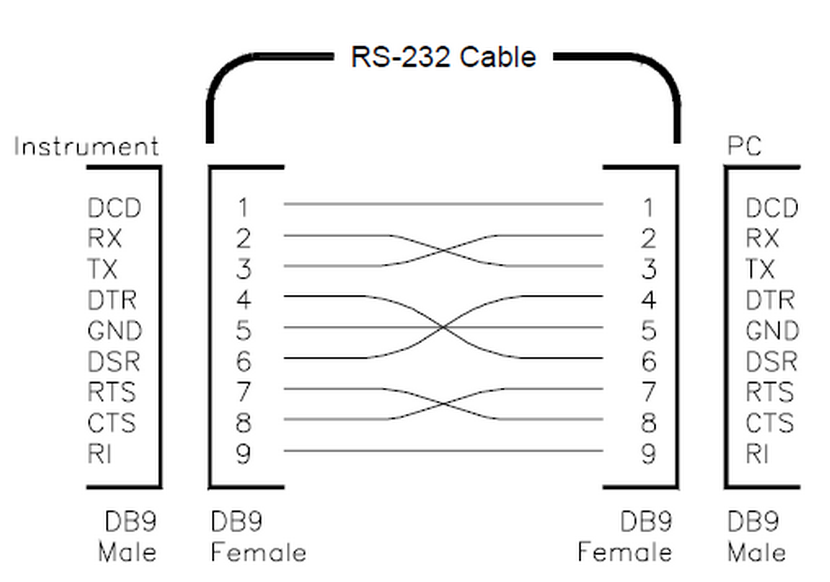 RS-232 Cable
Instrument PC
DCD 1 1 DCD
RX 2 2 RX
TX 3 3 TX
DTR 4 4 DTR
GND 5 5 GND
DSR 6 6 DSR
RTS 7 7 RTS
CTS 8 8 CTS
RI 9 9 RI
DB9 DB9 DB9 DB9
Male Female Female Male